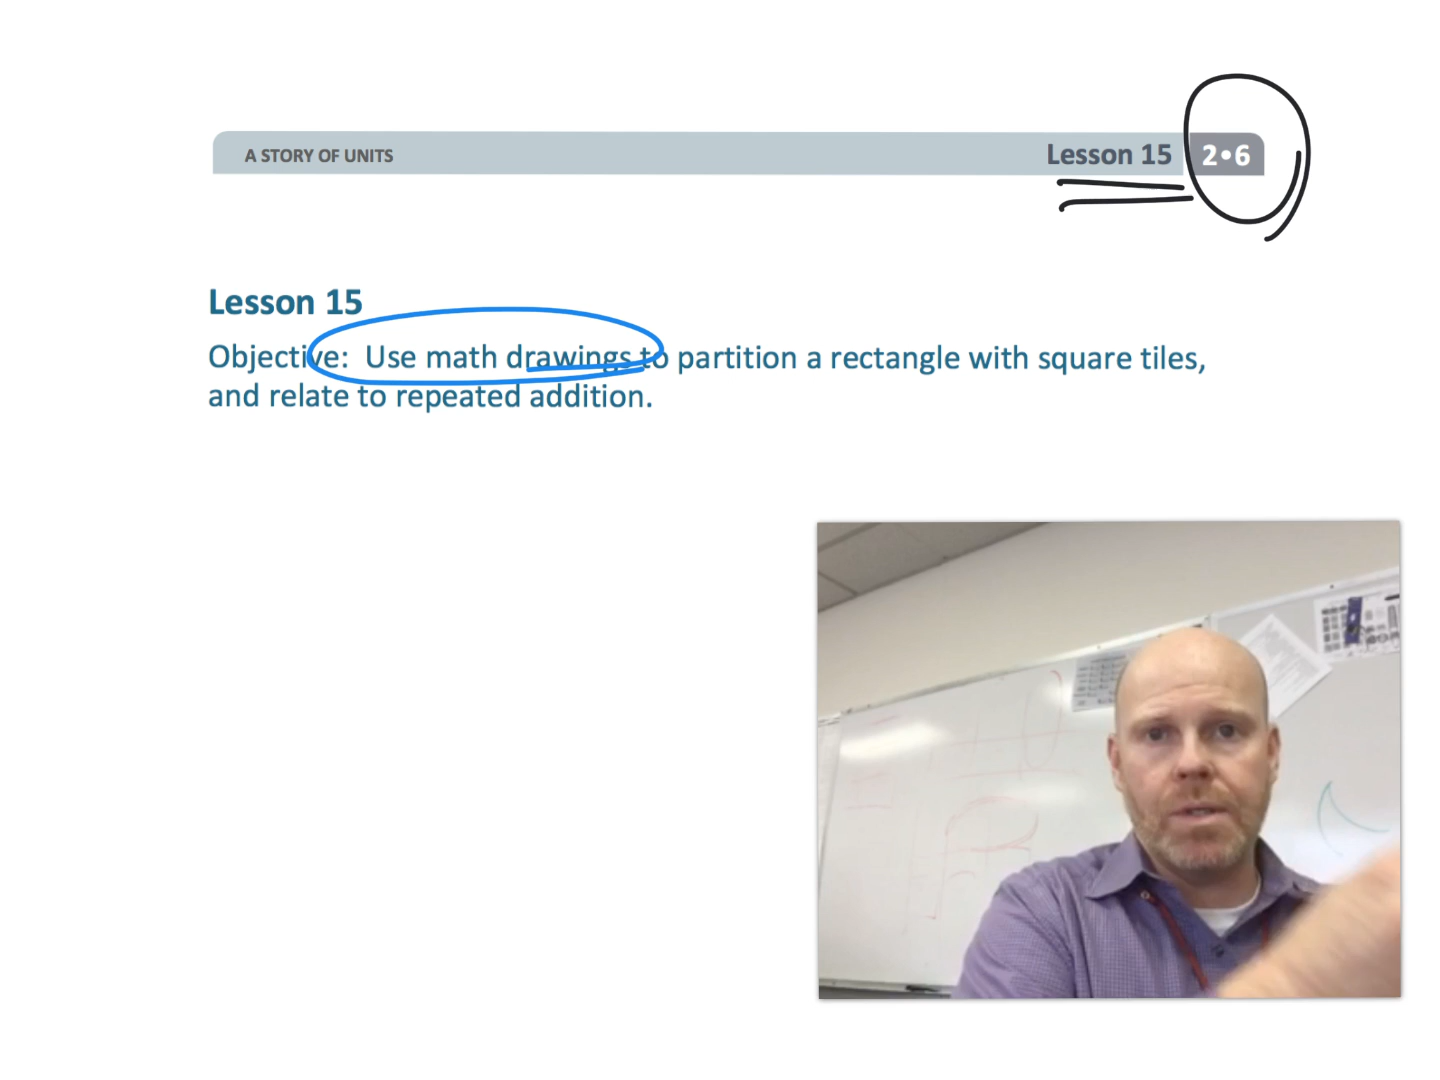 A STORY OF UNITS
Lesson 15 2•6
Lesson 15
Objective: Use math drawings to partition a rectangle with square tiles,
and relate to repeated addition.